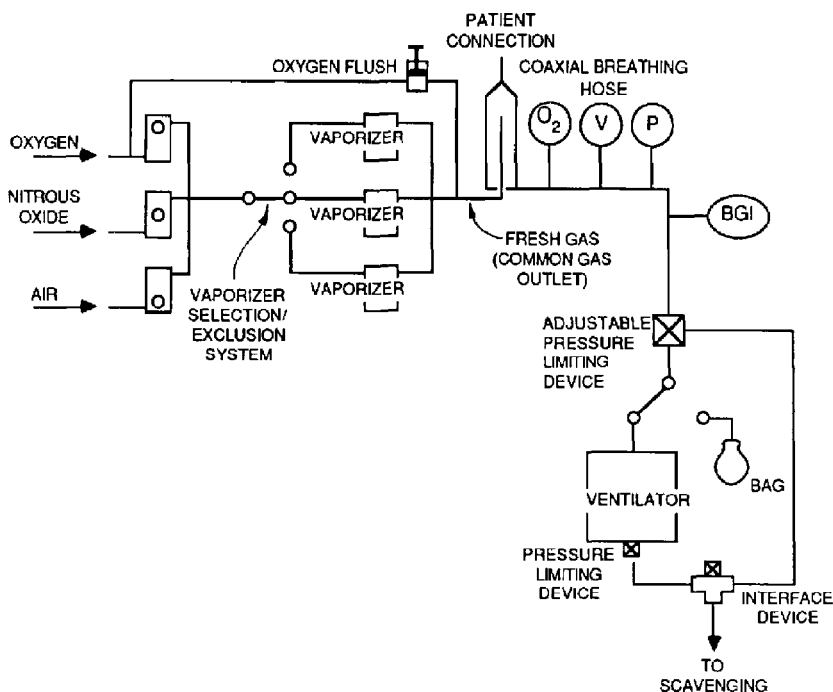 PATIENT
CONNECTION
OXYGEN FLUSH
COAXIAL BREATHING
HOSE
O2
V
P
OXYGEN
VAPORIZER
NITROUS
OXIDE
VAPORIZER
BGI
FRESH GAS
(COMMON GAS
OUTLET)
AIR
VAPORIZER
VAPORIZER
SELECTION/
EXCLUSION
SYSTEM
ADJUSTABLE
PRESSURE
LIMITING
DEVICE
BAG
VENTILATOR
PRESSURE
LIMITING
DEVICE
INTERFACE
DEVICE
TO
SCAVENGING